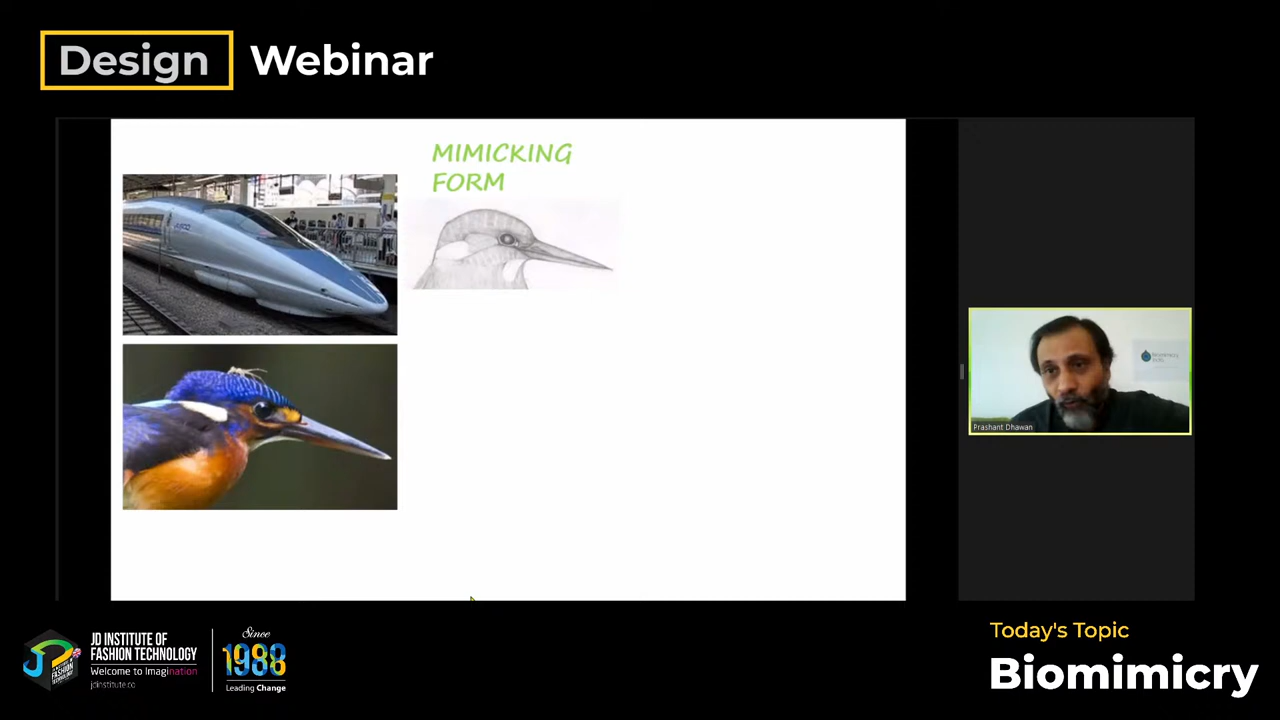 Design Webinar
MIMICKING
FORM
Prashant Dhawan
JD INSTITUTE OF
FASHION TECHNOLOGY
Welcome to Imagination
jdinstitute.co
Since
1988
Leading Change
Today's Topic
Biomimicry